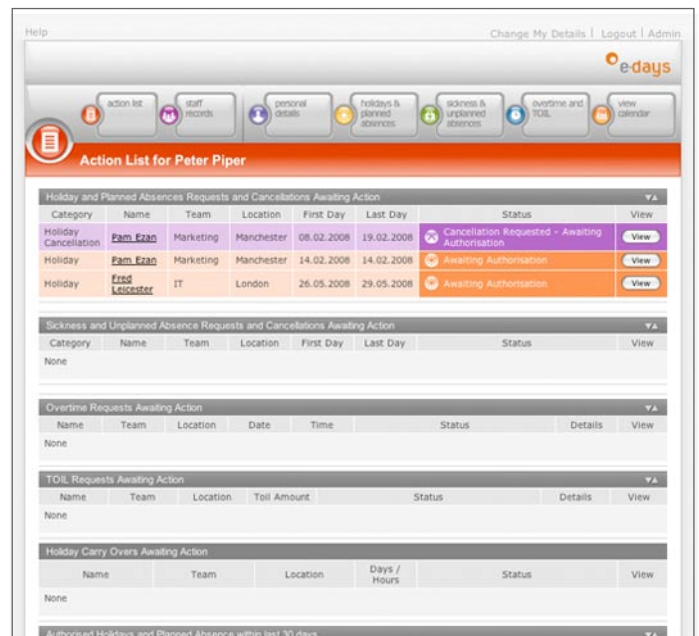 Help
Change My Details | Logout | Admin
e-days
action list
staff records
personal details
holidays & planned absences
sickness & unplanned absences
overtime and TOIL
view calendar
Action List for Peter Piper
Holiday and Planned Absences Requests and Cancellations Awaiting Action
Category Name Team Location First Day Last Day Status View
Holiday Cancellation Pam Ezan Marketing Manchester 08.02.2008 19.02.2008 Cancellation Requested - Awaiting Authorisation View
Holiday Pam Ezan Marketing Manchester 14.02.2008 14.02.2008 Awaiting Authorisation View
Holiday Fred Leicester IT London 26.05.2008 29.05.2008 Awaiting Authorisation View
Sickness and Unplanned Absence Requests and Cancellations Awaiting Action
Category Name Team Location First Day Last Day Status View
None
Overtime Requests Awaiting Action
Name Team Location Date Time Status Details View
None
TOIL Requests Awaiting Action
Name Team Location Toil Amount Status Details View
None
Holiday Carry Overs Awaiting Action
Name Team Location Days / Hours Status View
None
Authorised Holidays and Planned Absence within last 30 days